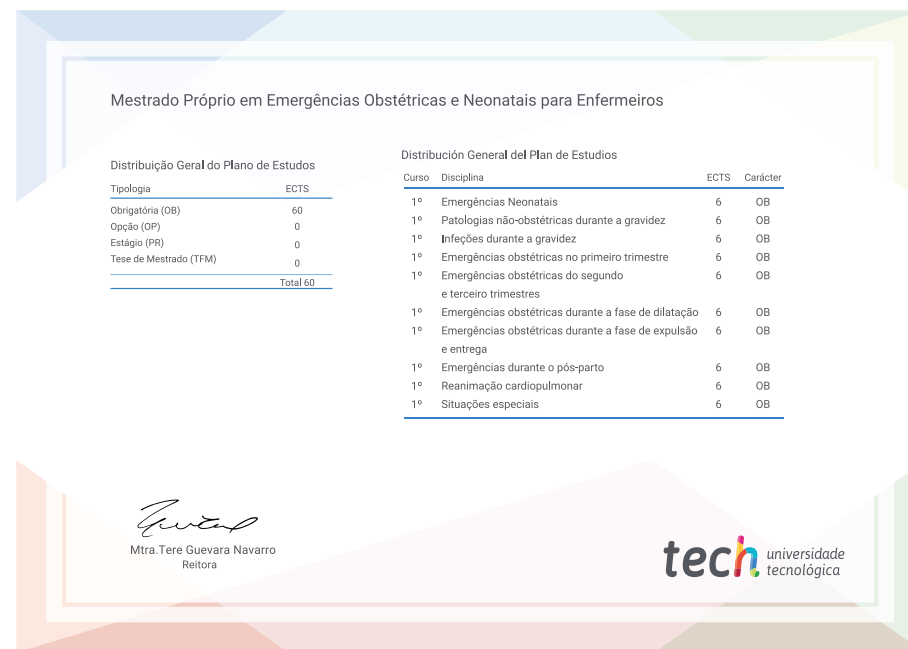 Mestrado Próprio em Emergências Obstétricas e Neonatais para Enfermeiros
Distribuição Geral do Plano de Estudos
Tipologia ECTS
Obrigatória (OB) 60
Opção (OP) 0
Estágio (PR) 0
Tese de Mestrado (TFM) 0
Total 60
Distribución General del Plan de Estudios
Curso Disciplina ECTS Carácter
1º Emergências Neonatais 6 OB
1º Patologias não-obstétricas durante a gravidez 6 OB
1º Infeções durante a gravidez 6 OB
1º Emergências obstétricas no primeiro trimestre 6 OB
1º Emergências obstétricas do segundo 6 OB
e terceiro trimestres
1º Emergências obstétricas durante a fase de dilatação 6 OB
1º Emergências obstétricas durante a fase de expulsão 6 OB
e entrega
1º Emergências durante o pós-parto 6 OB
1º Reanimação cardiopulmonar 6 OB
1º Situações especiais 6 OB
Mtra.Tere Guevara Navarro
Reitora
tech universidade
tecnológica